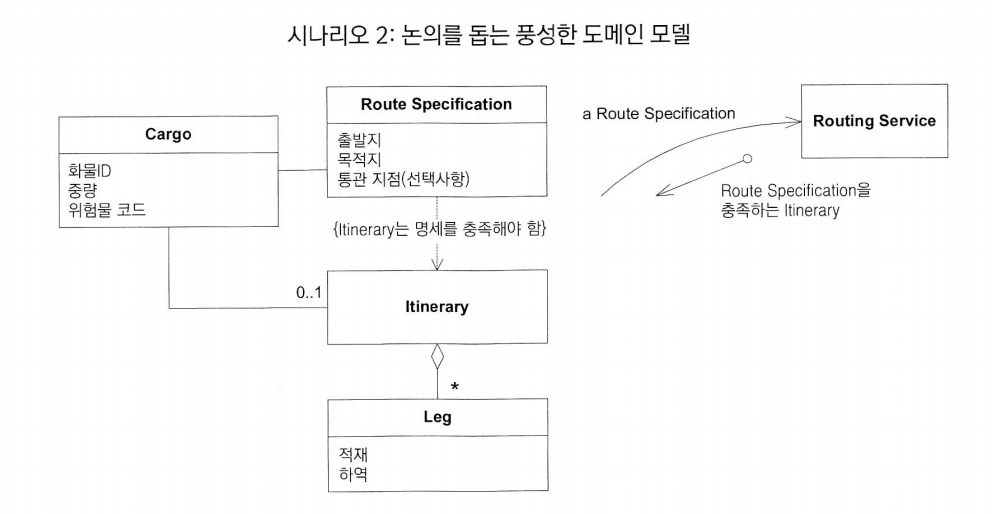 시나리오 2: 논의를 돕는 풍성한 도메인 모델
Cargo
화물ID
중량
위험물 코드
Route Specification
출발지
목적지
통관 지점(선택사항)
{Itinerary는 명세를 충족해야 함}
0..1
Itinerary
*
Leg
적재
하역
a Route Specification
Routing Service
Route Specification을
충족하는 Itinerary